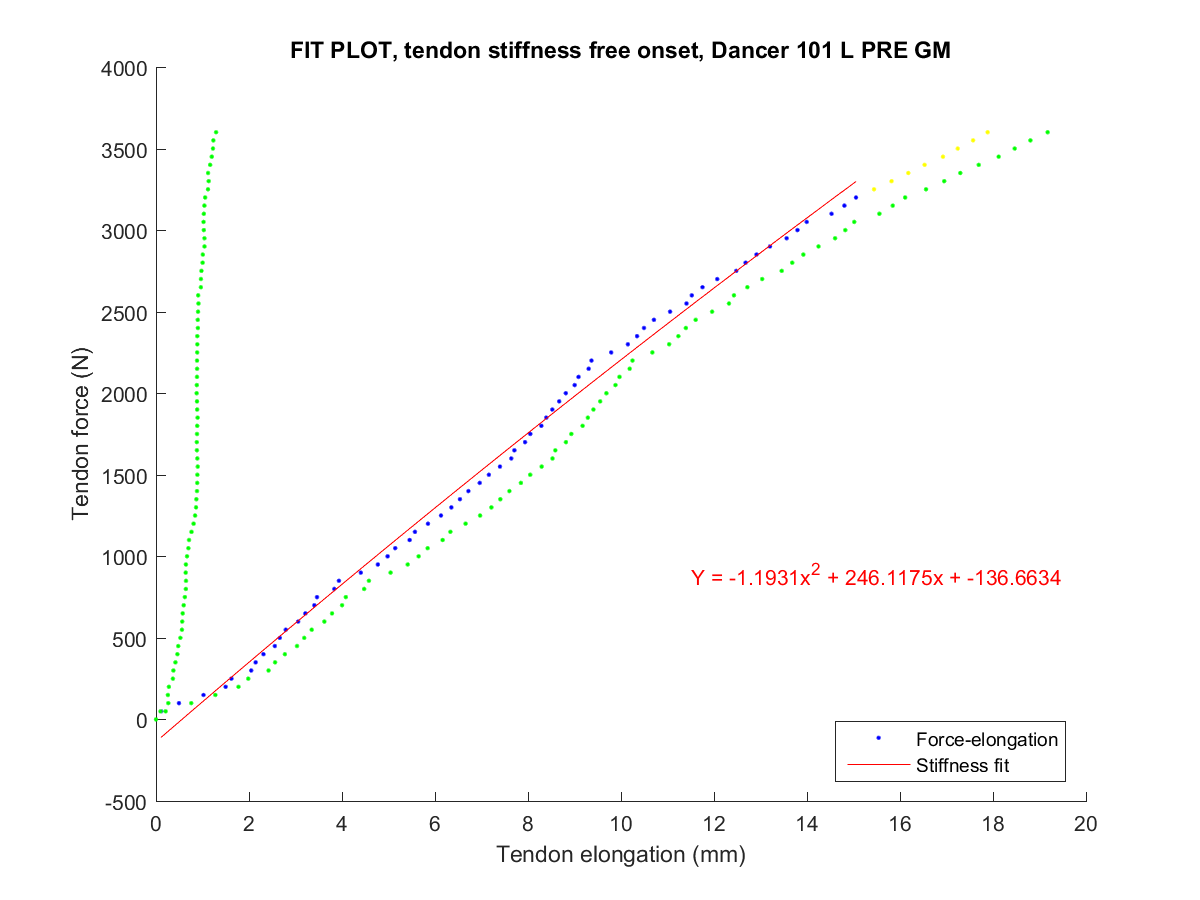 FIT PLOT, tendon stiffness free onset, Dancer 101 L PRE GM
4000
3500
3000
2500
2000
1500
1000
500
0
-500
Tendon force (N)
Y = -1.1931x² + 246.1175x + -136.6634
Force-elongation
Stiffness fit
0 2 4 6 8 10 12 14 16 18 20
Tendon elongation (mm)